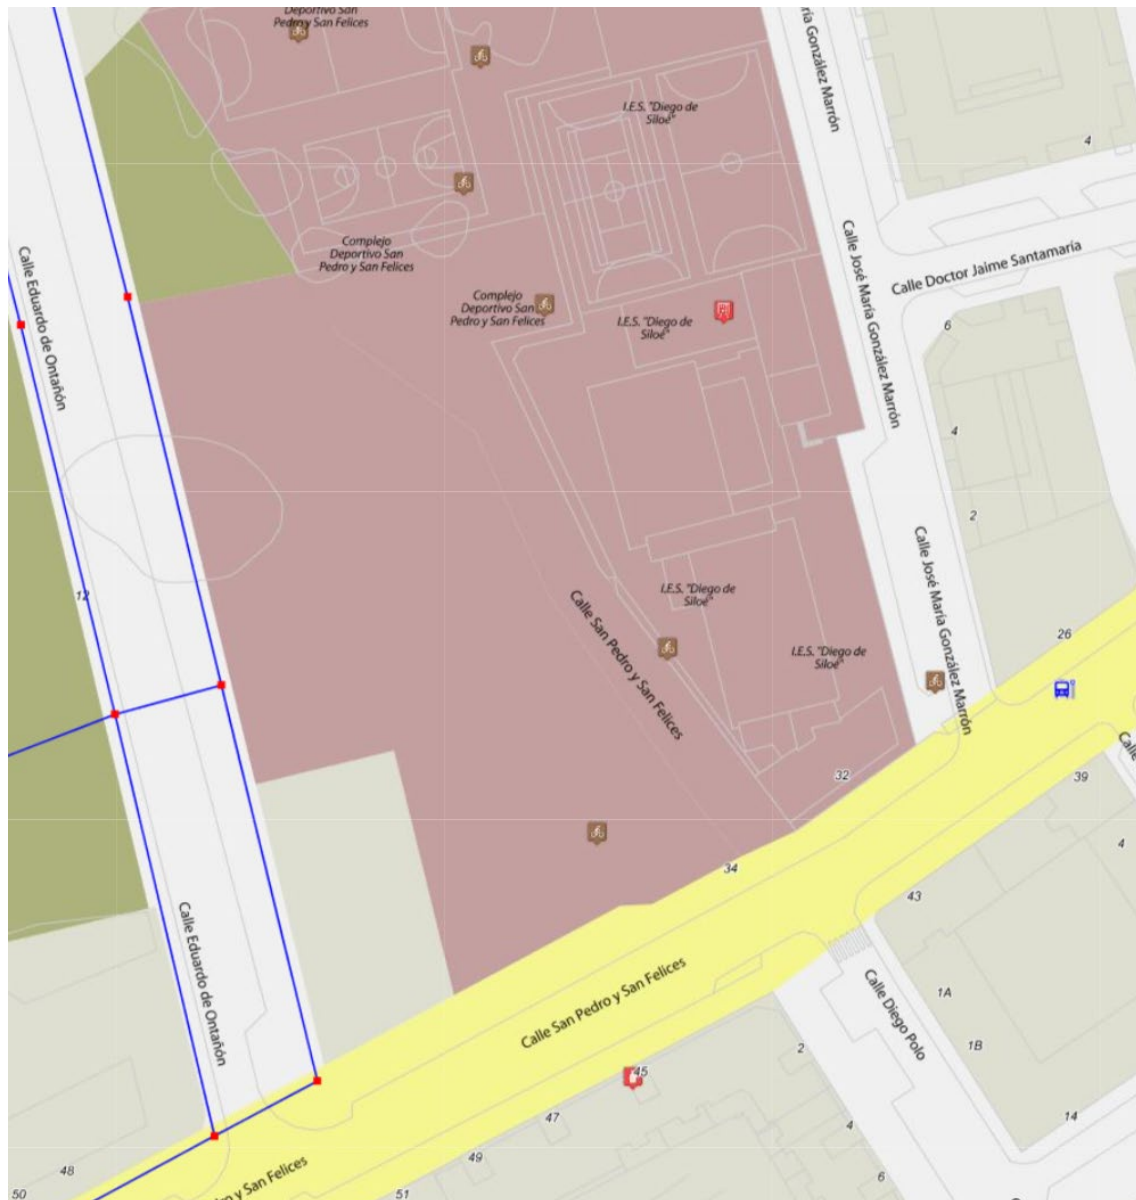 Deportivo San
Pedro y San Felices
ría González Marrón
I.E.S. "Diego de
Siloé"
4
Calle Eduardo de Ontañón
Complejo
Deportivo San
Pedro y San Felices
Calle José María González Marrón
Calle Doctor Jaime Santamaría
Complejo
Deportivo San
Pedro y San Felices
I.E.S. "Diego de
Siloé"
6
4
2
Calle José María González Marrón
12
Calle San Pedro y San Felices
I.E.S. "Diego de
Siloé"
I.E.S. "Diego de
Siloé"
26
Calle
32
39
34
4
43
Calle Eduardo de Ontañón
Calle San Pedro y San Felices
Calle Diego Polo
1A
1B
2
45
47
14
4
49
48
dro y San Felices
6
50
51